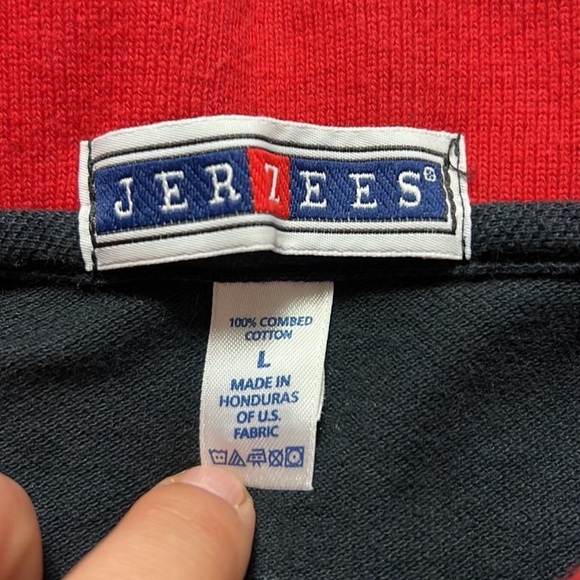 JERZEES®
100% COMBED
COTTON
L
MADE IN
HONDURAS
OF U.S.
FABRIC